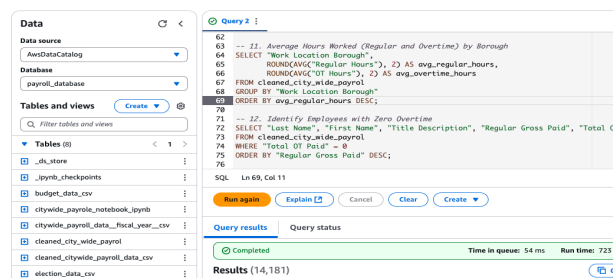 Data
Data source
AwsDataCatalog
Database
payroll_database
Tables and views
Create
Filter tables and views
Tables (8)
< 1 >
_ds_store
_ipynb_checkpoints
budget_data_csv
citywide_payrole_notebook_ipynb
citywide_payroll_data__fiscal_year__csv
cleaned_city_wide_payrol
cleaned_citywide_payroll_data_csv
election_data_csv
Query 2
62
63 -- 11. Average Hours Worked (Regular and Overtime) by Borough
64 SELECT "Work Location Borough",
65 ROUND(AVG("Regular Hours"), 2) AS avg_regular_hours,
66 ROUND(AVG("OT Hours"), 2) AS avg_overtime_hours
67 FROM cleaned_city_wide_payrol
68 GROUP BY "Work Location Borough"
69 ORDER BY avg_regular_hours DESC;
70
71 -- 12. Identify Employees with Zero Overtime
72 SELECT "Last Name", "First Name", "Title Description", "Regular Gross Paid", "Total
73 FROM cleaned_city_wide_payrol
74 WHERE "Total OT Paid" = 0
75 ORDER BY "Regular Gross Paid" DESC;
76
SQL Ln 69, Col 11
Run again
Explain
Cancel
Clear
Create
Query results
Query status
Completed
Time in queue: 54 ms
Run time: 723
Results (14,181)